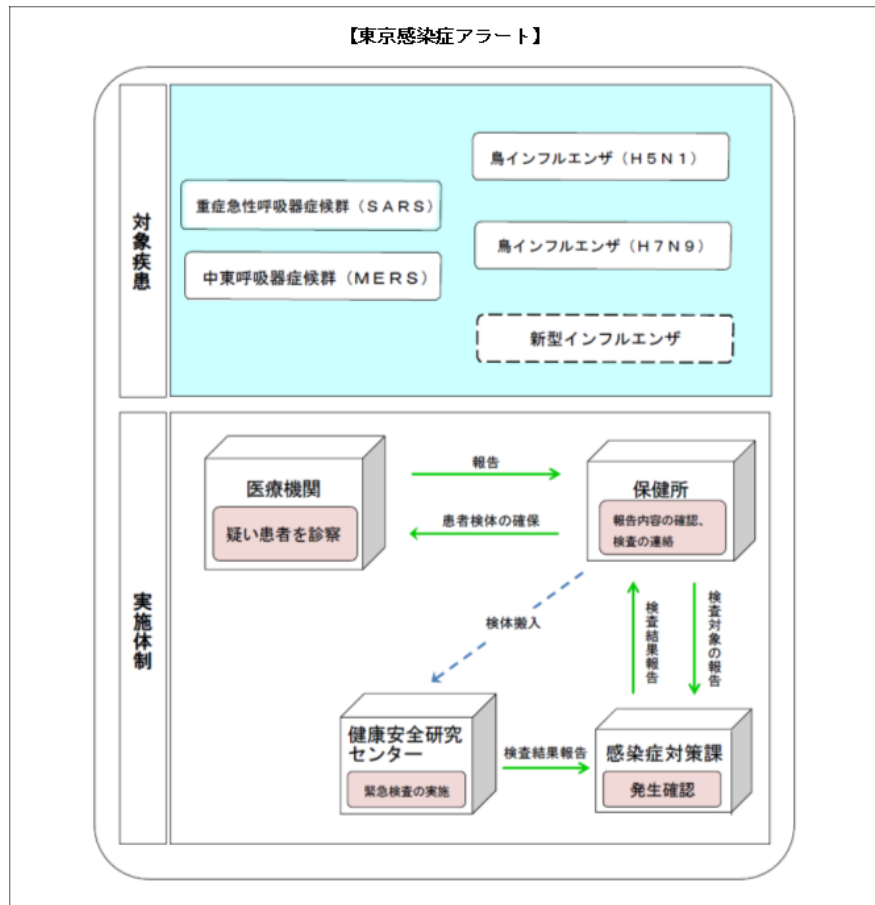 【東京感染症アラート】
対象疾患
鳥インフルエンザ（Ｈ５Ｎ１）
重症急性呼吸器症候群（ＳＡＲＳ）
鳥インフルエンザ（Ｈ７Ｎ９）
中東呼吸器症候群（ＭＥＲＳ）
新型インフルエンザ
実施体制
医療機関
疑い患者を診察
報告
患者検体の確保
保健所
報告内容の確認、
検査の連絡
検体搬入
検査結果報告
検査対象の報告
健康安全研究
センター
緊急検査の実施
検査結果報告
感染症対策課
発生確認